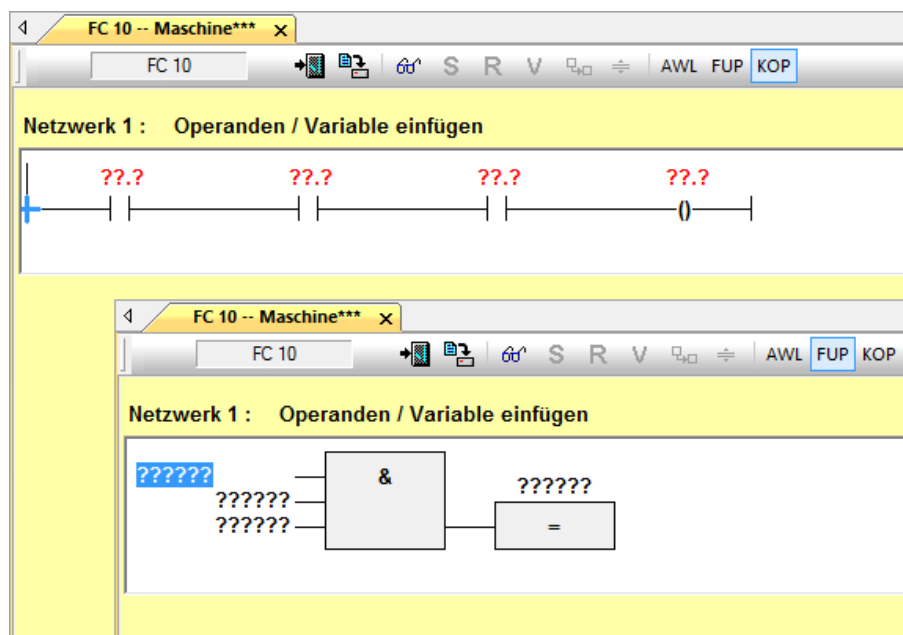 FC 10 -- Maschine*** x
FC 10 S R V AWL FUP KOP
Netzwerk 1 : Operanden / Variable einfügen
??.? ??.? ??.? ??.?
()
FC 10 -- Maschine*** x
FC 10 S R V AWL FUP KOP
Netzwerk 1 : Operanden / Variable einfügen
?????? & ??????
??????
?????? =